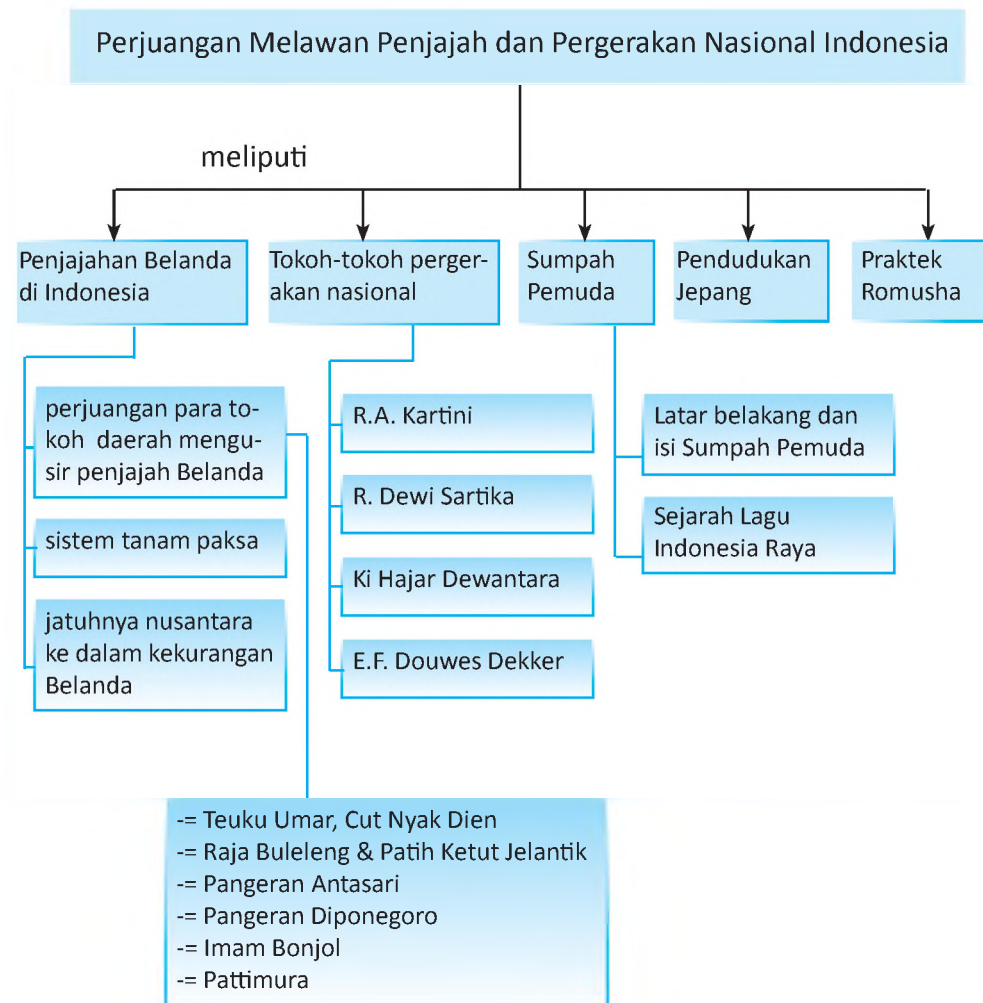 Perjuangan Melawan Penjajah dan Pergerakan Nasional Indonesia
meliputi
Penjajahan Belanda
di Indonesia
Tokoh-tokoh perger-
akan nasional
Sumpah
Pemuda
Pendudukan
Jepang
Praktek
Romusha
perjuangan para to-
koh daerah mengu-
sir penjajah Belanda
sistem tanam paksa
jatuhnya nusantara
ke dalam kekurangan
Belanda
R.A. Kartini
R. Dewi Sartika
Ki Hajar Dewantara
E.F. Douwes Dekker
Latar belakang dan
isi Sumpah Pemuda
Sejarah Lagu
Indonesia Raya
-= Teuku Umar, Cut Nyak Dien
-= Raja Buleleng & Patih Ketut Jelantik
-= Pangeran Antasari
-= Pangeran Diponegoro
-= Imam Bonjol
-= Pattimura